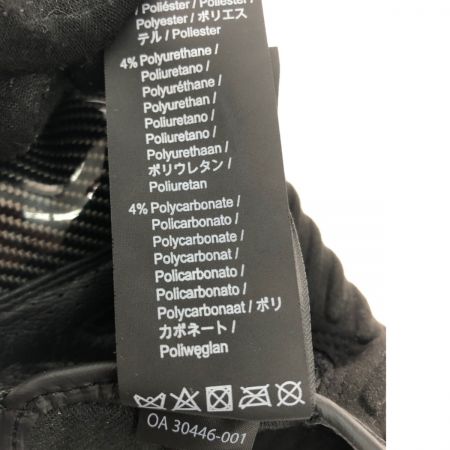 / Poliéster / Poliester /
Polyester / ポリエス
テル / Poliester
4% Polyurethane /
Poliuretano /
Polyuréthane /
Polyurethan /
Poliuretano /
Poliuretano /
Polyurethaan /
ポリウレタン /
Poliuretan
4% Polycarbonate /
Policarbonato /
Polycarbonate /
Polycarbonat /
Policarbonato /
Policarbonato /
Polycarbonaat / ポリ
カボネート /
Poliwęglan
OA 30446-001